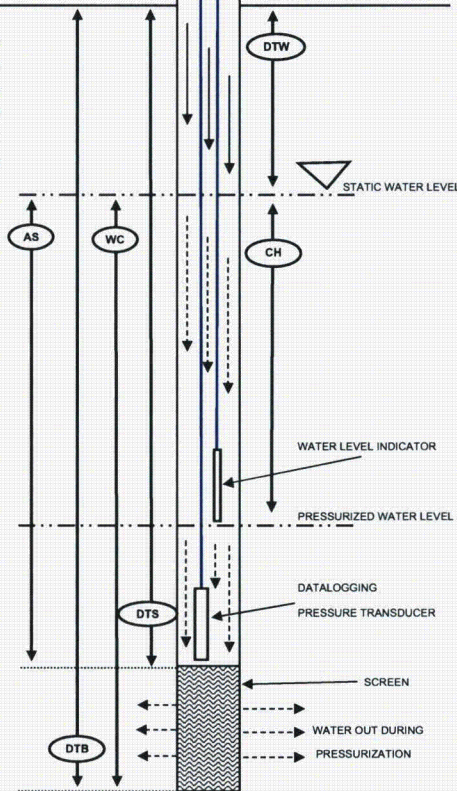 DTW
STATIC WATER LEVEL
AS
WC
CH
WATER LEVEL INDICATOR
PRESSURIZED WATER LEVEL
DATALOGGING
PRESSURE TRANSDUCER
DTS
SCREEN
WATER OUT DURING
PRESSURIZATION
DTB